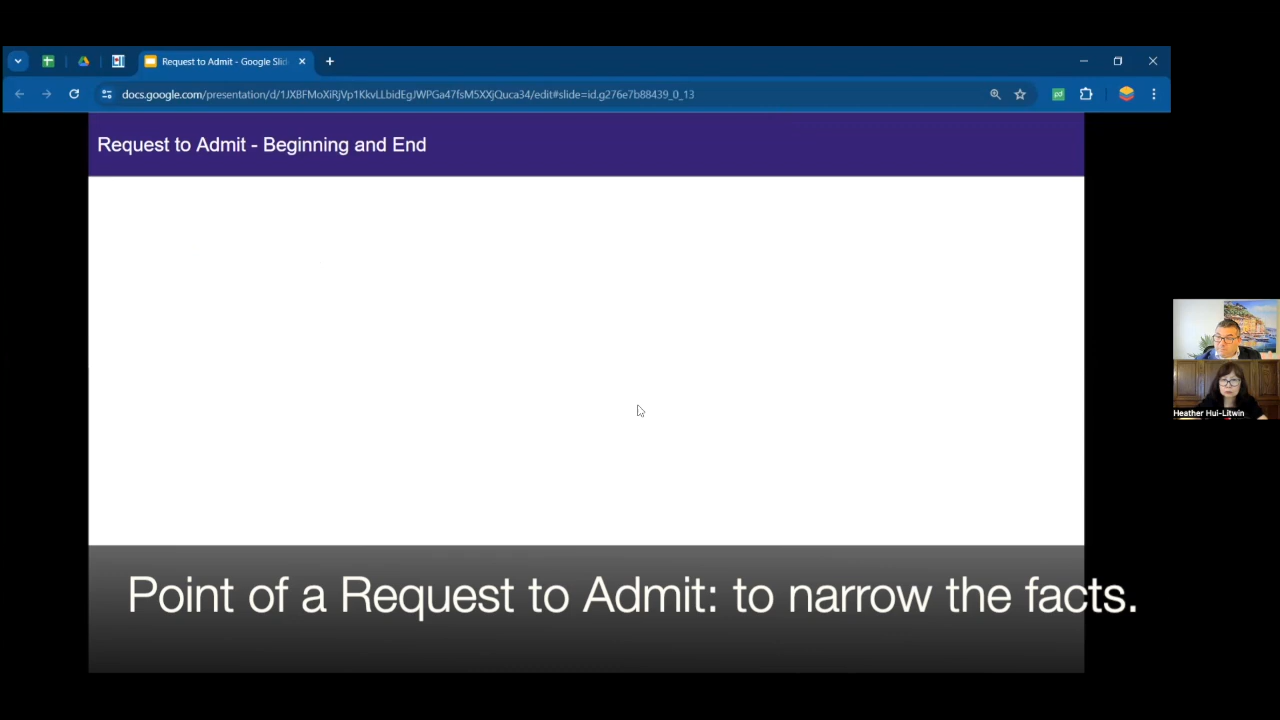 Request to Admit - Google Slid
docs.google.com/presentation/d/1JXBFMoXiRjVp1KkvLLbidEgJWPGa47fsM5XXjQuca34/edit#slide=id.g276e7b88439_0_13
Request to Admit - Beginning and End
Heather Hui-Litwin
Point of a Request to Admit: to narrow the facts.